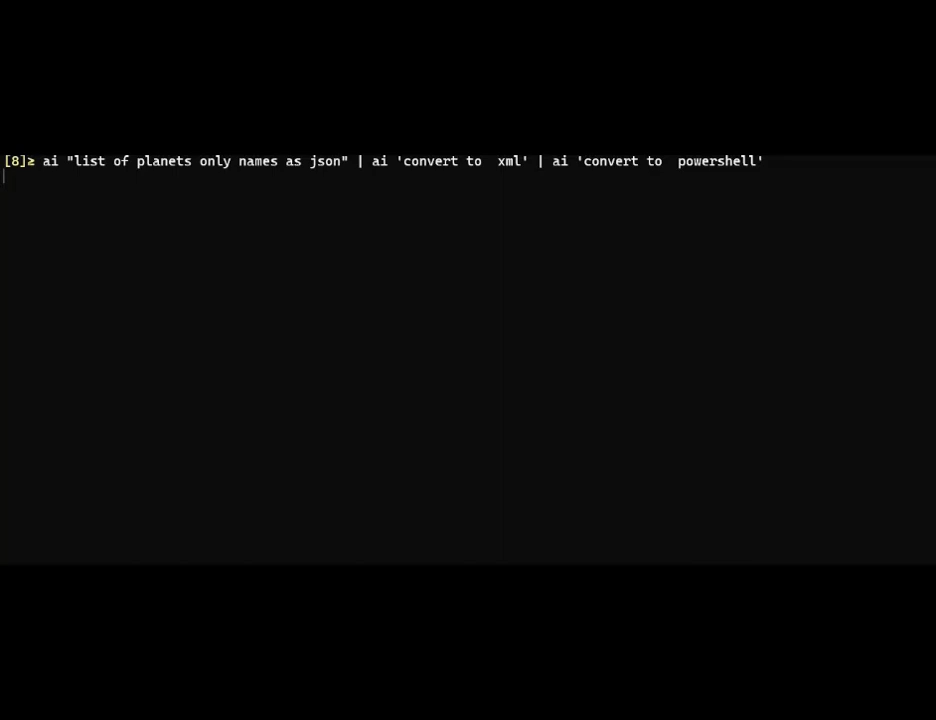 [8]≥ ai "list of planets only names as json" | ai 'convert to  xml' | ai 'convert to  powershell'